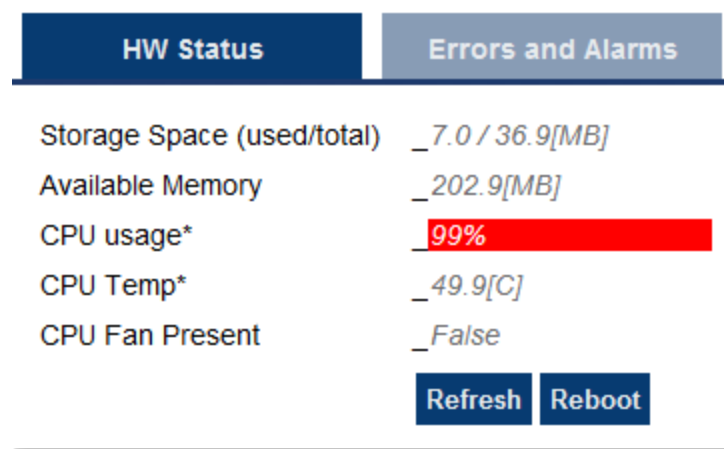 HW Status Errors and Alarms
Storage Space (used/total) _7.0 / 36.9[MB]
Available Memory _202.9[MB]
CPU usage* _99%
CPU Temp* _49.9[C]
CPU Fan Present _False
Refresh Reboot